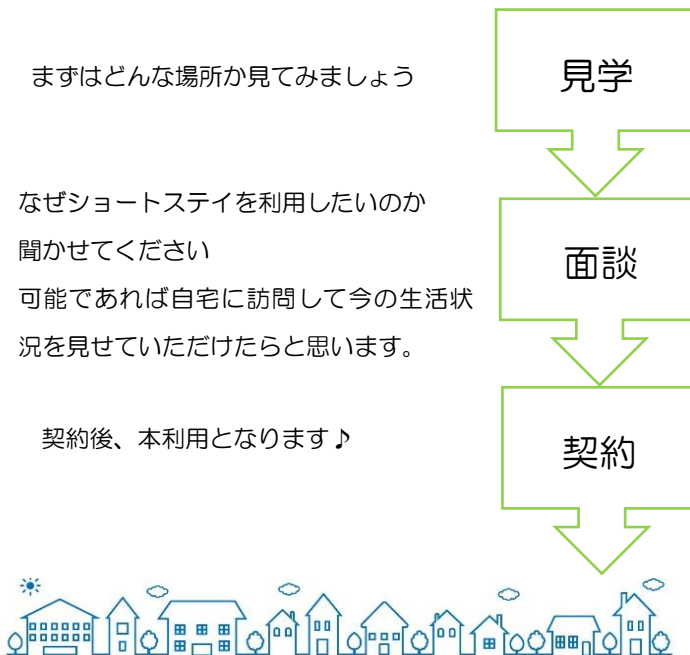 まずはどんな場所か見てみましょう
見学
なぜショートステイを利用したいのか
聞かせてください
可能であれば自宅に訪問して今の生活状
況を見せていただけたらと思います。
面談
契約後、本利用となります♪
契約